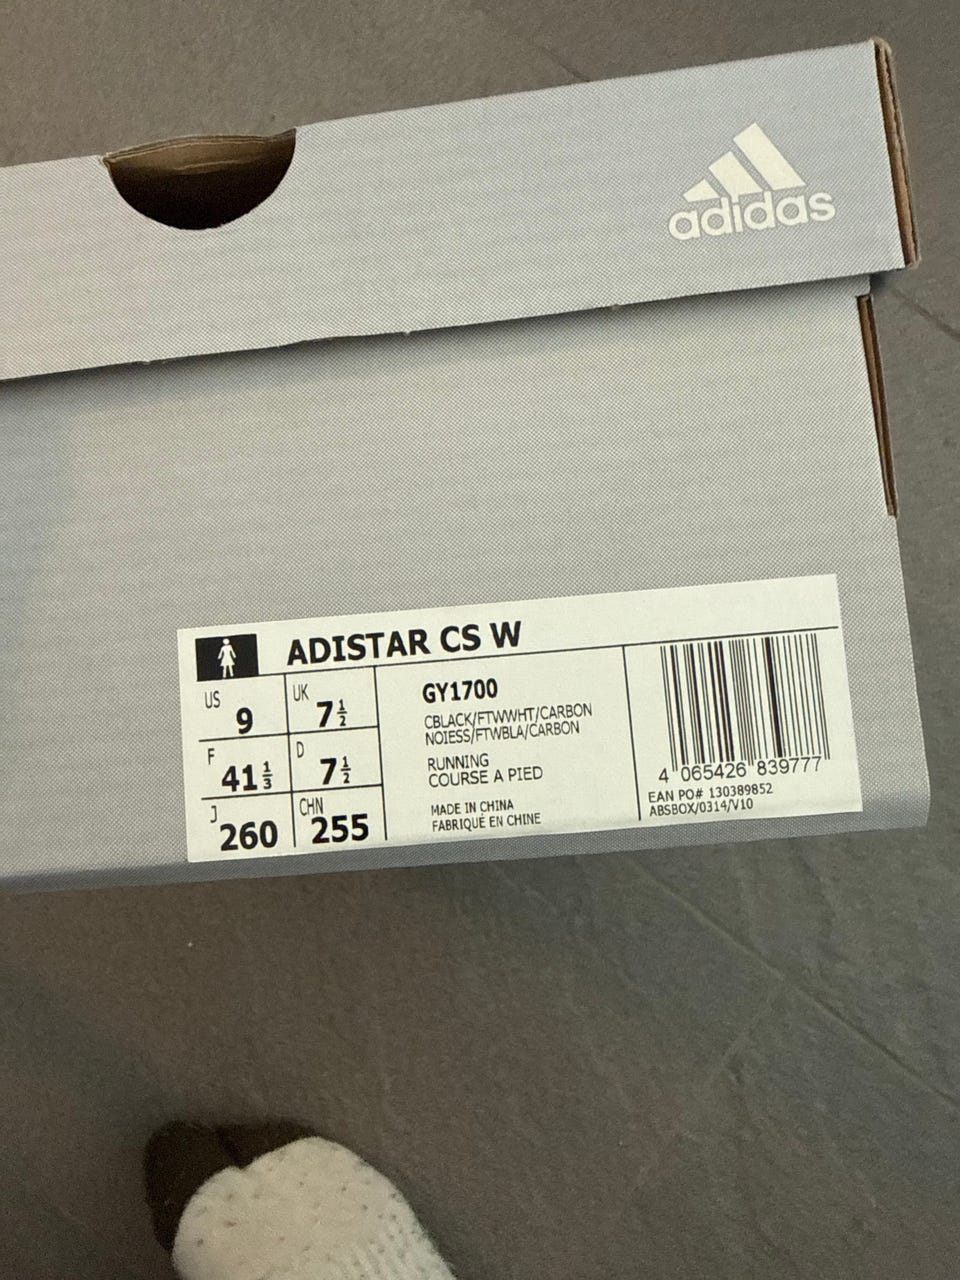 adidas
ADISTAR CS W
US 9
UK 7 1/2
F 41 1/3
D 7 1/2
J 260
CHN 255
GY1700
CBLACK/FTWWHT/CARBON
NOIESS/FTWBLA/CARBON
RUNNING
COURSE A PIED
MADE IN CHINA
FABRIQUÉ EN CHINE
4 065426 839777
EAN PO# 130389852
ABSBOX/0314/V10